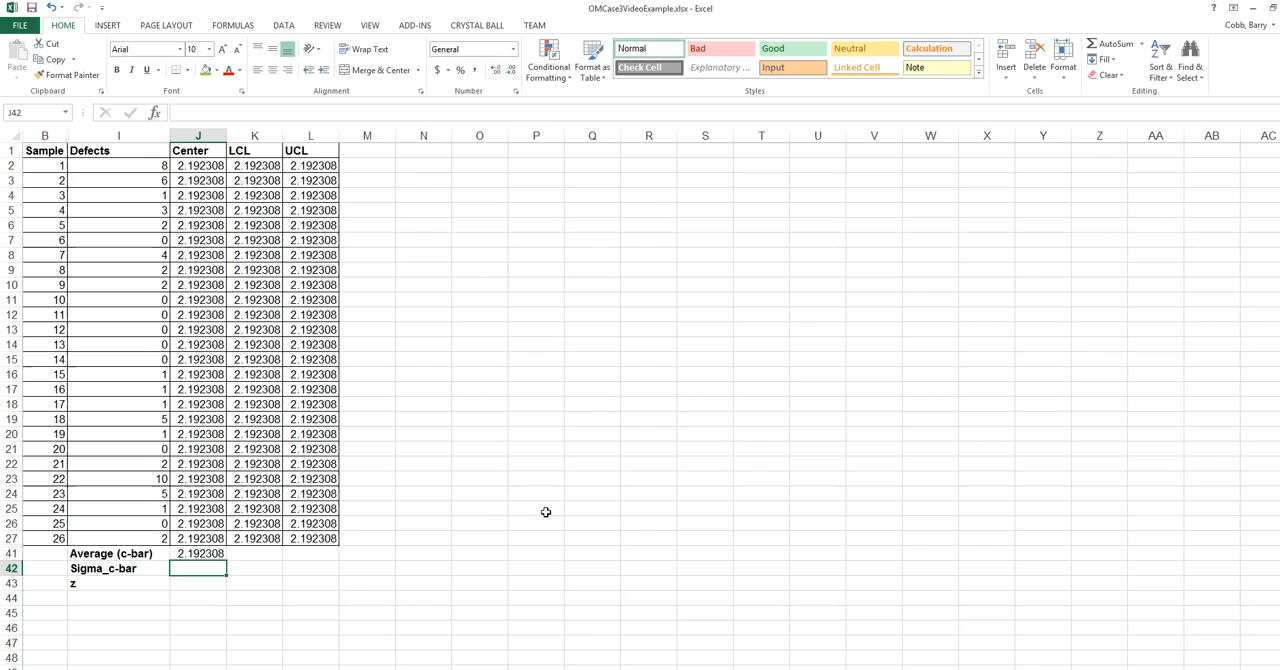 OMCase3VideoExample.xlsx - Excel
FILE HOME INSERT PAGE LAYOUT FORMULAS DATA REVIEW VIEW ADD-INS CRYSTAL BALL TEAM Cobb, Barry
Paste Cut Copy Format Painter Clipboard
Arial 10 B I U A Font
Wrap Text Merge & Center Alignment
General $ % , Number
Conditional Formatting Format as Table
Normal Bad Good Neutral Calculation
Check Cell Explanatory ... Input Linked Cell Note
Styles
Insert Delete Format Cells
AutoSum Fill Clear Sort & Filter Find & Select Editing
J42 fx
B I J K L M N O P Q R S T U V W X Y Z AA AB AC
1 Sample Defects Center LCL UCL
2 1 8 2.192308 2.192308 2.192308
3 2 6 2.192308 2.192308 2.192308
4 3 1 2.192308 2.192308 2.192308
5 4 3 2.192308 2.192308 2.192308
6 5 2 2.192308 2.192308 2.192308
7 6 0 2.192308 2.192308 2.192308
8 7 4 2.192308 2.192308 2.192308
9 8 2 2.192308 2.192308 2.192308
10 9 2 2.192308 2.192308 2.192308
11 10 0 2.192308 2.192308 2.192308
12 11 0 2.192308 2.192308 2.192308
13 12 0 2.192308 2.192308 2.192308
14 13 0 2.192308 2.192308 2.192308
15 14 0 2.192308 2.192308 2.192308
16 15 1 2.192308 2.192308 2.192308
17 16 1 2.192308 2.192308 2.192308
18 17 1 2.192308 2.192308 2.192308
19 18 5 2.192308 2.192308 2.192308
20 19 1 2.192308 2.192308 2.192308
21 20 0 2.192308 2.192308 2.192308
22 21 2 2.192308 2.192308 2.192308
23 22 10 2.192308 2.192308 2.192308
24 23 5 2.192308 2.192308 2.192308
25 24 1 2.192308 2.192308 2.192308
26 25 0 2.192308 2.192308 2.192308
27 26 2 2.192308 2.192308 2.192308
41 Average (c-bar) 2.192308
42 Sigma_c-bar
43 z
44
45
46
47
48